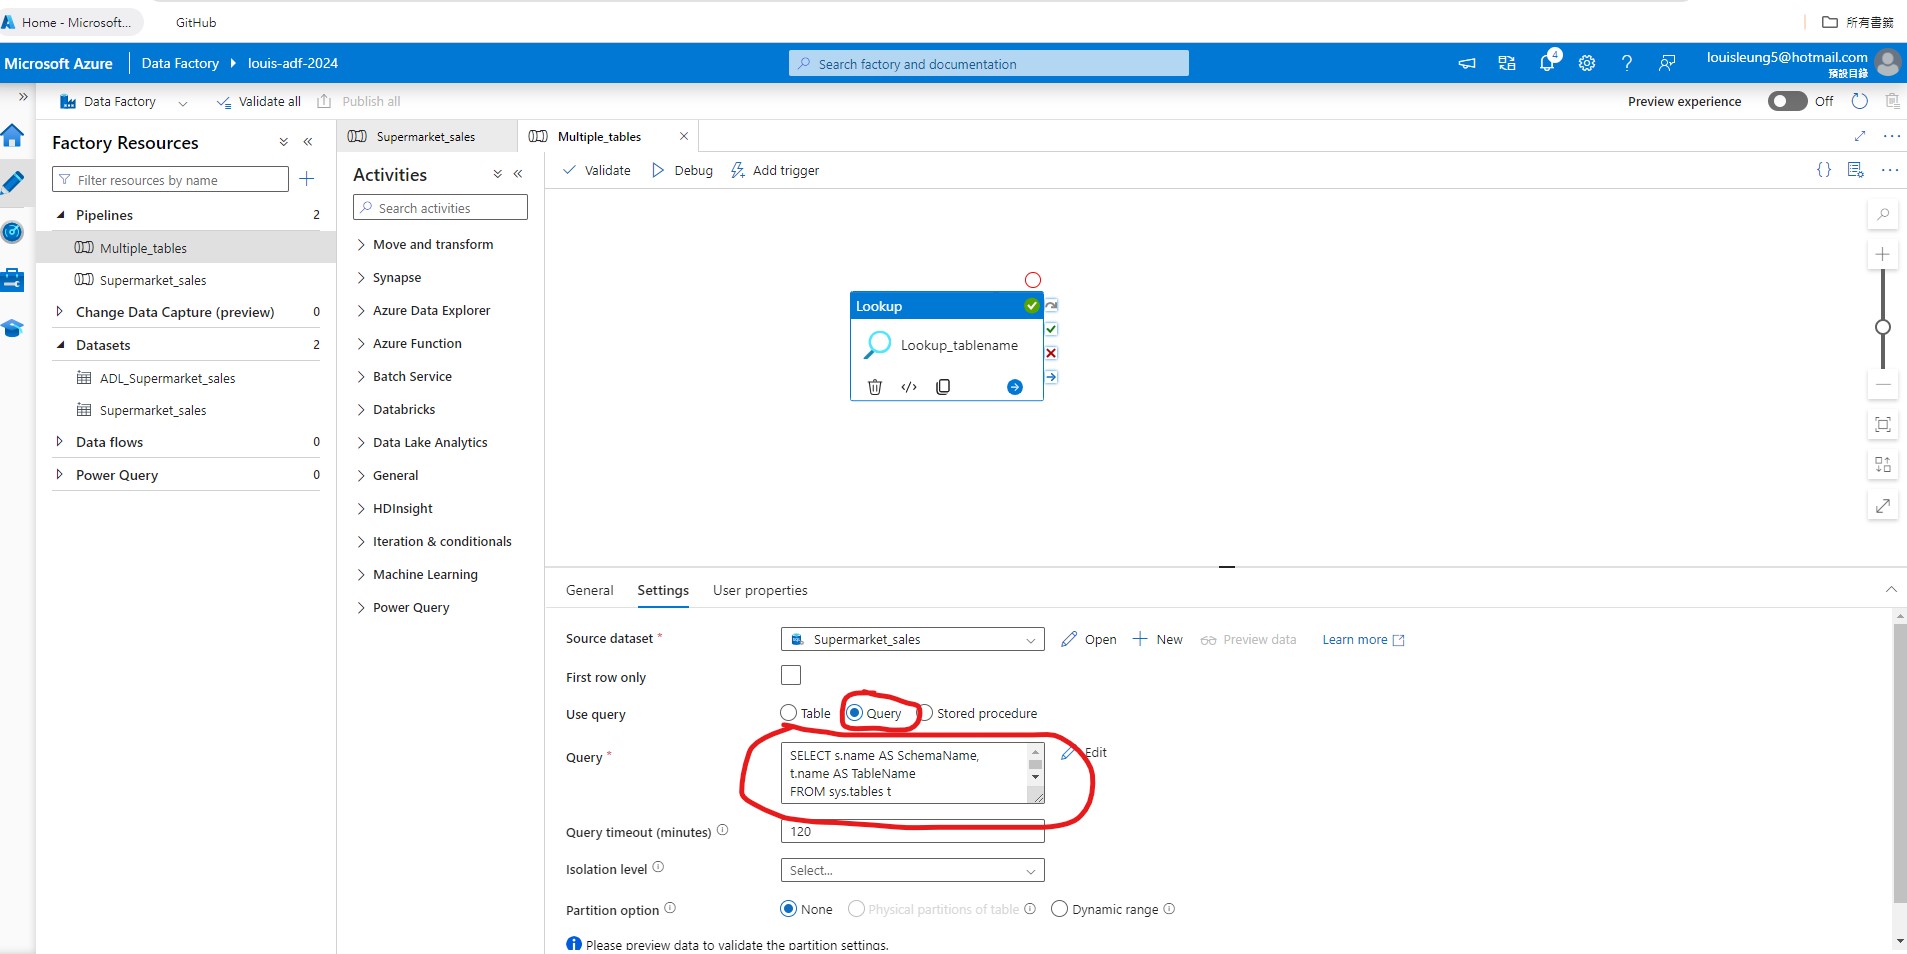 Home - Microsoft...
GitHub
所有書籤
Microsoft Azure
Data Factory
louis-adf-2024
Search factory and documentation
4
louisleung5@hotmail.com
預設目錄
Data Factory
Validate all
Publish all
Preview experience
Off
Factory Resources
Filter resources by name
Pipelines
2
Multiple_tables
Supermarket_sales
Change Data Capture (preview)
0
Datasets
2
ADL_Supermarket_sales
Supermarket_sales
Data flows
0
Power Query
0
Supermarket_sales
Multiple_tables
Activities
Search activities
Move and transform
Synapse
Azure Data Explorer
Azure Function
Batch Service
Databricks
Data Lake Analytics
General
HDInsight
Iteration & conditionals
Machine Learning
Power Query
Validate
Debug
Add trigger
Lookup
Lookup_tablename
General
Settings
User properties
Source dataset *
Supermarket_sales
Open
New
Preview data
Learn more
First row only
Use query
Table
Query
Stored procedure
Query *
SELECT s.name AS SchemaName,
t.name AS TableName
FROM sys.tables t
Edit
Query timeout (minutes)
120
Isolation level
Select...
Partition option
None
Physical partitions of table
Dynamic range
Please preview data to validate the partition settings.